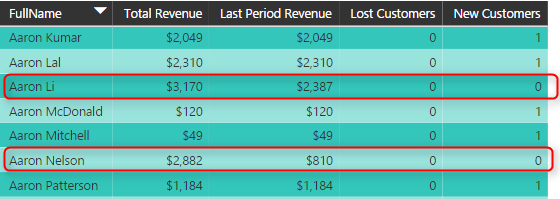 FullName Total Revenue Last Period Revenue Lost Customers New Customers
Aaron Kumar $2,049 $2,049 0 1
Aaron Lal $2,310 $2,310 0 1
Aaron Li $3,170 $2,387 0 0
Aaron McDonald $120 $120 0 1
Aaron Mitchell $49 $49 0 1
Aaron Nelson $2,882 $810 0 0
Aaron Patterson $1,184 $1,184 0 1